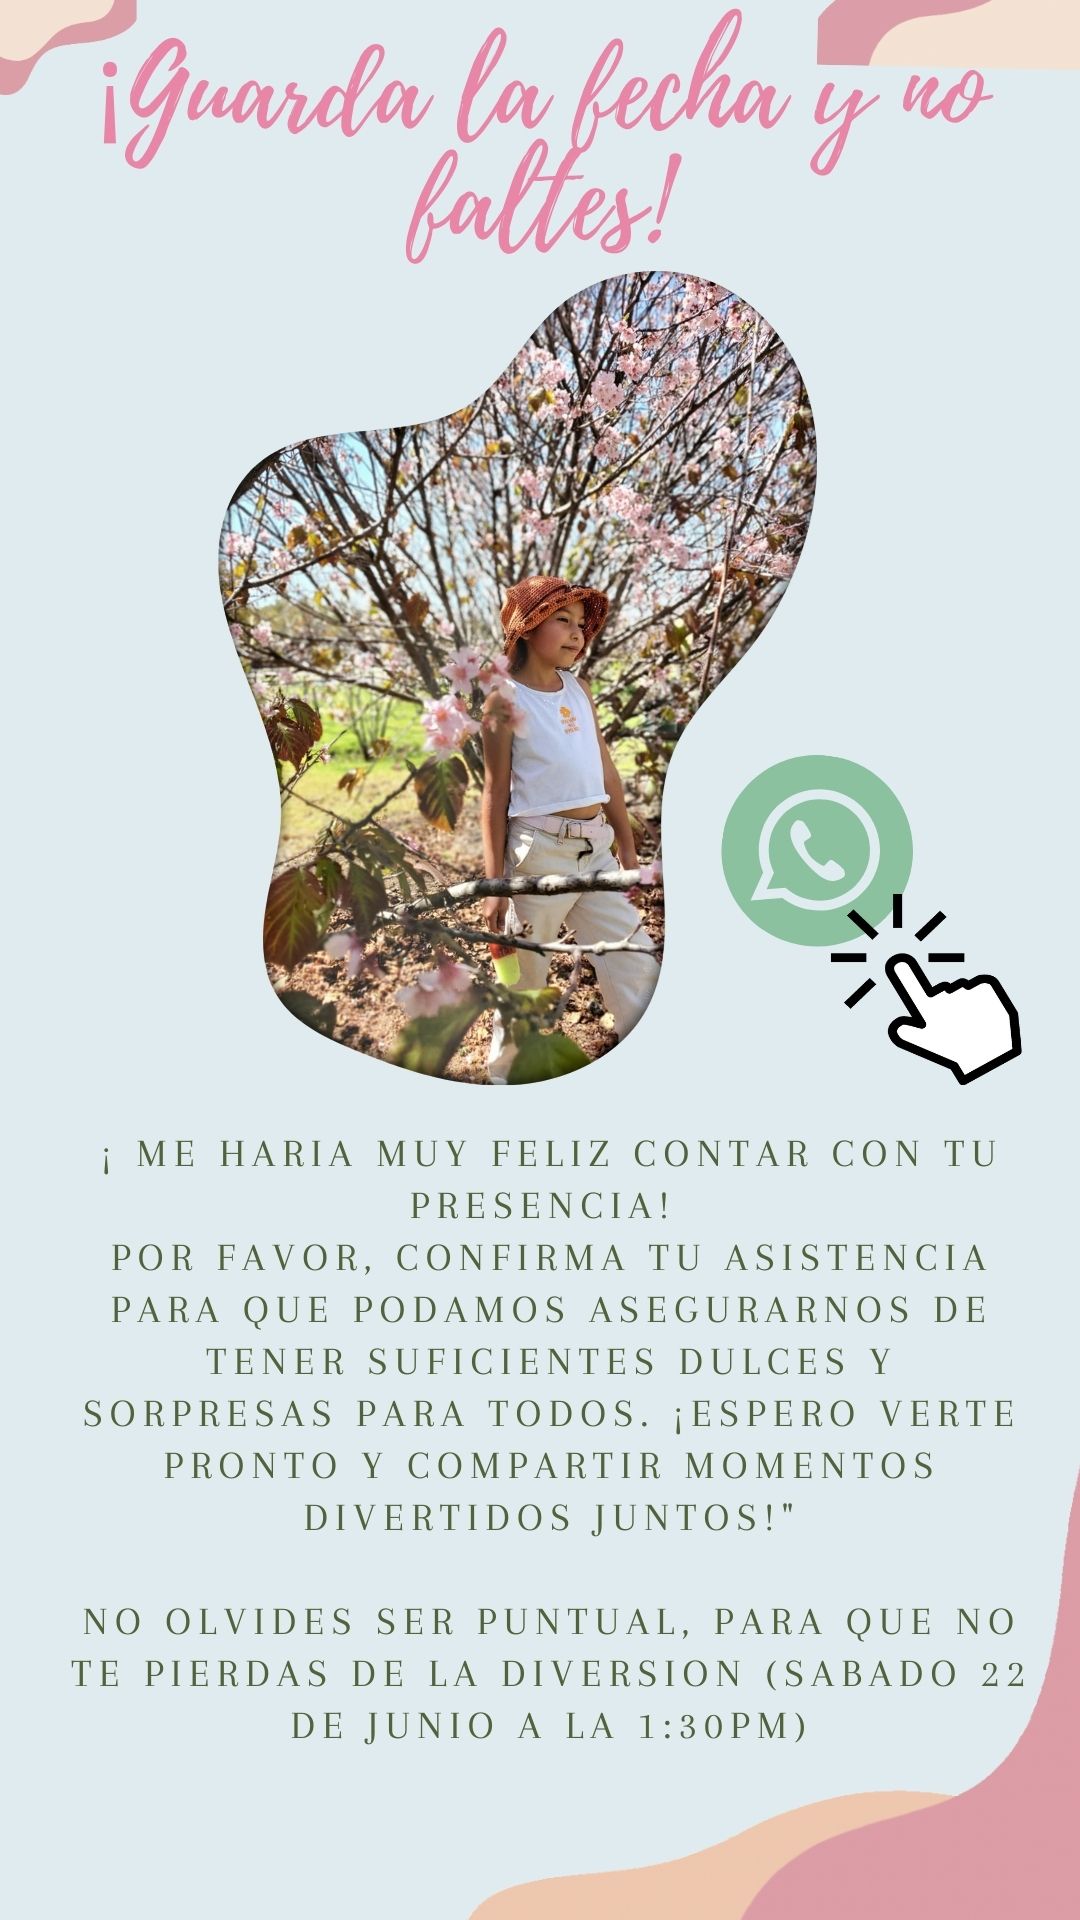 ¡Guarda la fecha y no
faltes!
¡ ME HARIA MUY FELIZ CONTAR CON TU
PRESENCIA!
POR FAVOR, CONFIRMA TU ASISTENCIA
PARA QUE PODAMOS ASEGURARNOS DE
TENER SUFICIENTES DULCES Y
SORPRESAS PARA TODOS. ¡ESPERO VERTE
PRONTO Y COMPARTIR MOMENTOS
DIVERTIDOS JUNTOS!"
NO OLVIDES SER PUNTUAL, PARA QUE NO
TE PIERDAS DE LA DIVERSION (SABADO 22
DE JUNIO A LA 1:30PM)